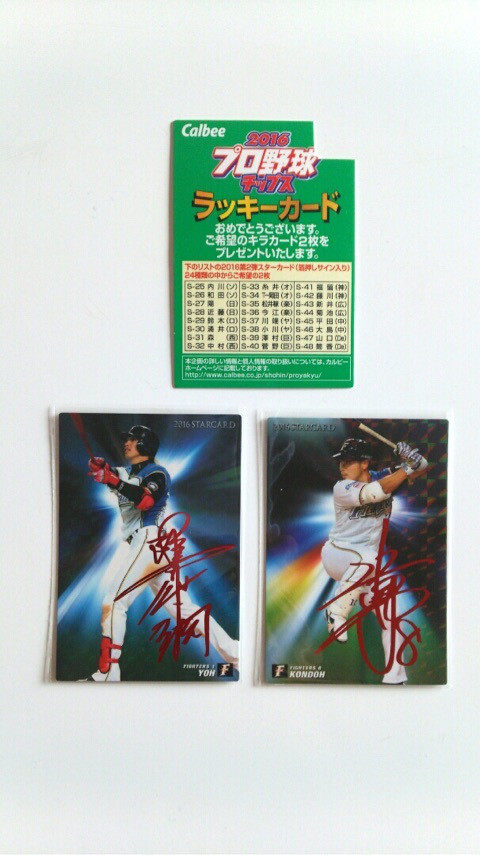 Calbee
2016
プロ野球
チップス
ラッキーカード
おめでとうございます。
ご希望のキラカード2枚を
プレゼントいたします。
下のリストの2016第2弾スターカード(箔押しサイン入り)
24種類の中からご希望の2枚
S-25 内川(ソ) S-33 糸井(オ) S-41 福留(神)
S-26 和田(ソ) S-34 T-岡田(オ) S-42 藤川(神)
S-27 陽(日) S-35 松井稼(楽) S-43 新井(広)
S-28 近藤(日) S-36 今江(楽) S-44 菊池(広)
S-29 鈴木(ロ) S-37 川端(ヤ) S-45 平田(中)
S-30 涌井(ロ) S-38 小川(ヤ) S-46 大島(中)
S-31 森(西) S-39 澤村(巨) S-47 山口(De)
S-32 中村(西) S-40 菅野(巨) S-48 筒香(De)
本企画の詳しい情報と個人情報の取り扱いについては、カルビー
ホームページに記載しております。
http://www.calbee.co.jp/shohin/proyakyu/
2016 STARCARD
FIGHTERS 1
YOH
2016 STARCARD
FIGHTERS 8
KONDOH